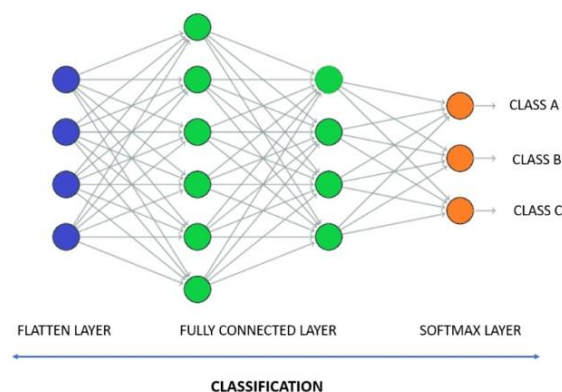 CLASS A
CLASS B
CLASS C
FLATTEN LAYER FULLY CONNECTED LAYER SOFTMAX LAYER
CLASSIFICATION